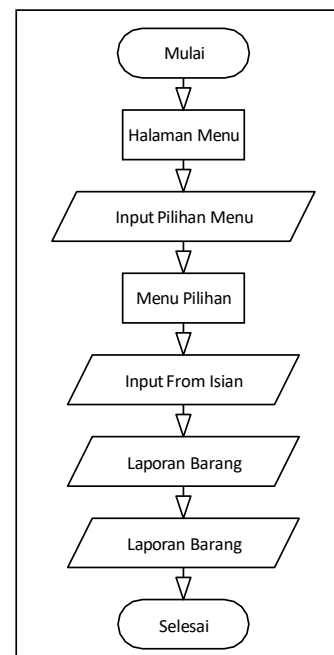 Mulai
Halaman Menu
Input Pilihan Menu
Menu Pilihan
Input From Isian
Laporan Barang
Laporan Barang
Selesai